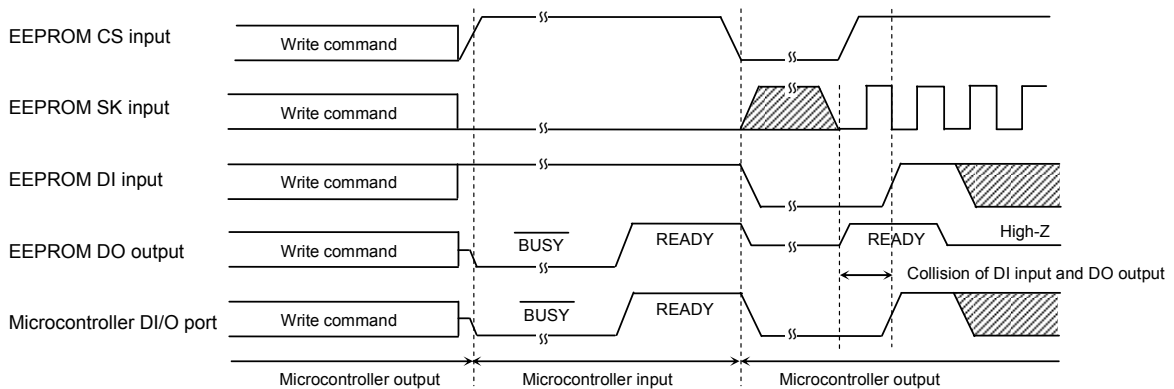 EEPROM CS input Write command
EEPROM SK input Write command
EEPROM DI input Write command
EEPROM DO output Write command BUSY READY READY High-Z
Collision of DI input and DO output
Microcontroller DI/O port Write command BUSY READY
Microcontroller output Microcontroller input Microcontroller output